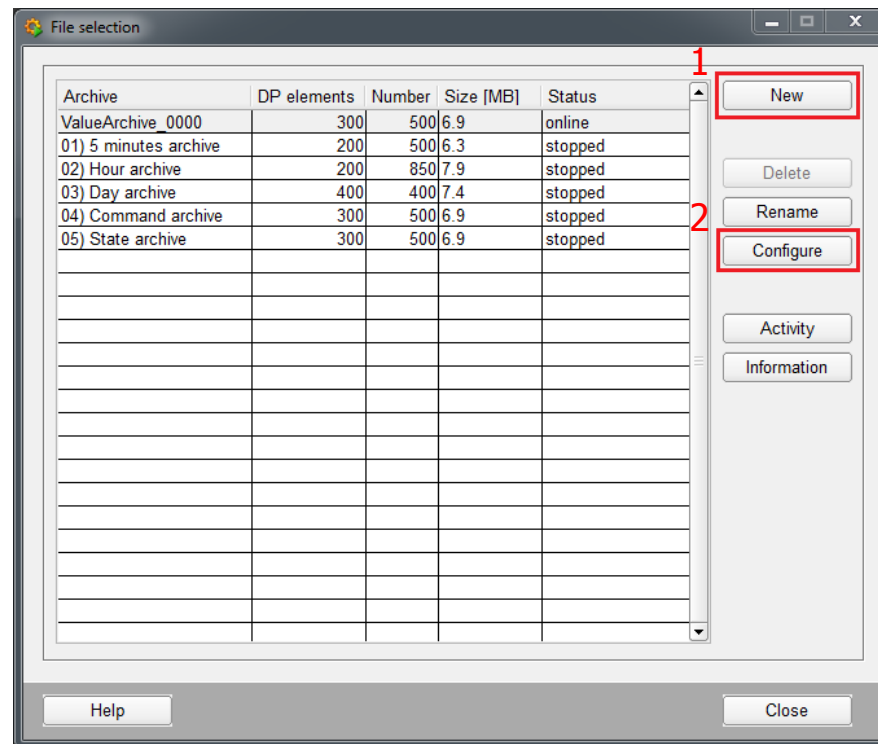 File selection
1
Archive DP elements Number Size [MB] Status
New
ValueArchive_0000 300 500 6.9 online
01) 5 minutes archive 200 500 6.3 stopped
02) Hour archive 200 850 7.9 stopped
Delete
03) Day archive 400 400 7.4 stopped
04) Command archive 300 500 6.9 stopped
Rename
2
05) State archive 300 500 6.9 stopped
Configure
Activity
Information
Help
Close